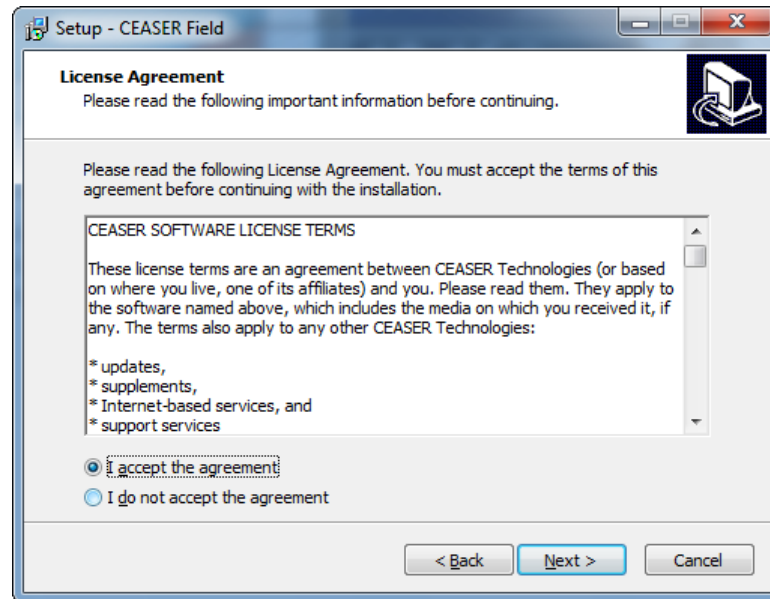 Setup - CEASER Field
License Agreement
Please read the following important information before continuing.
Please read the following License Agreement. You must accept the terms of this
agreement before continuing with the installation.
CEASER SOFTWARE LICENSE TERMS
These license terms are an agreement between CEASER Technologies (or based
on where you live, one of its affiliates) and you. Please read them. They apply to
the software named above, which includes the media on which you received it, if
any. The terms also apply to any other CEASER Technologies:
* updates,
* supplements,
* Internet-based services, and
* support services
I accept the agreement
I do not accept the agreement
< Back Next > Cancel